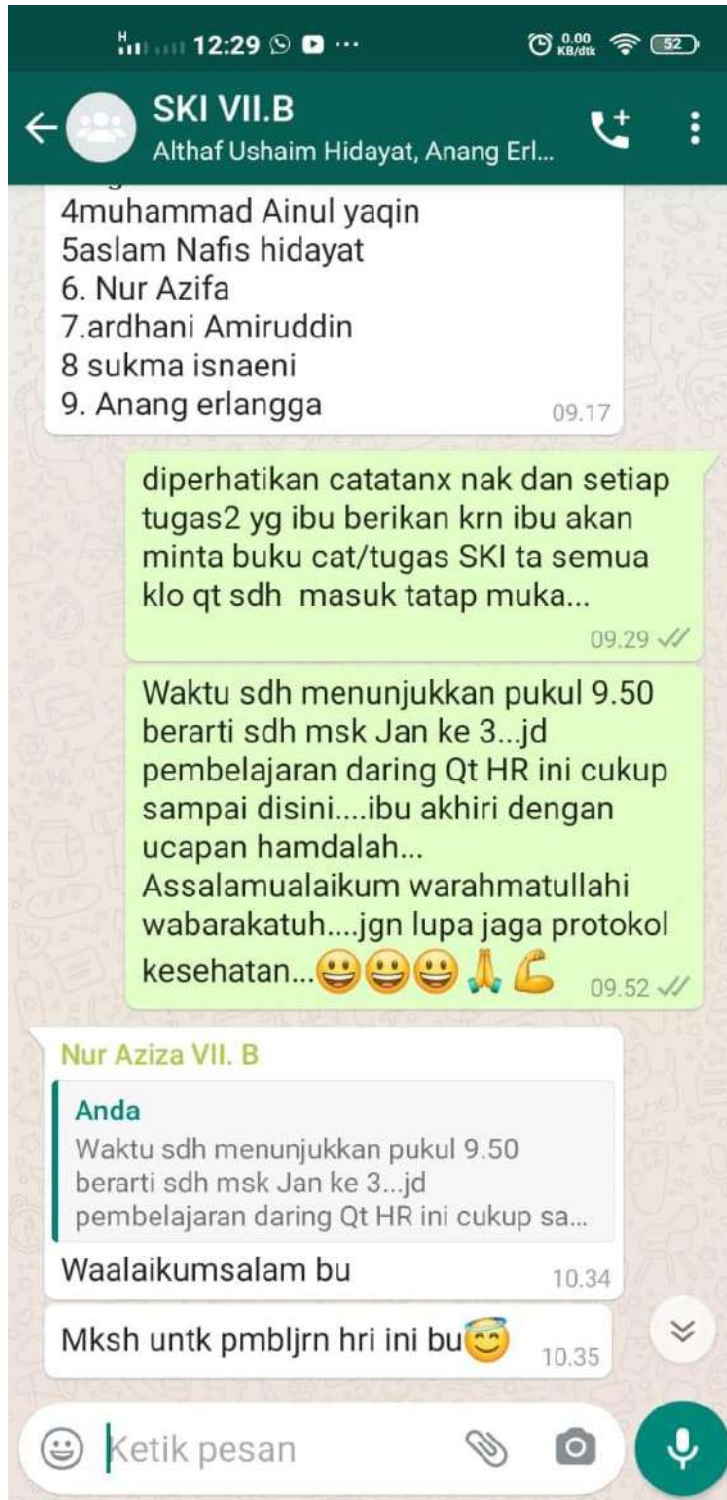 H 12:29 ...
0.00 KB/dtk 52
SKI VII.B
Althaf Ushaim Hidayat, Anang Erl...
4muhammad Ainul yaqin
5aslam Nafis hidayat
6. Nur Azifa
7.ardhani Amiruddin
8 sukma isnaeni
9. Anang erlangga
09.17
diperhatikan catatanx nak dan setiap
tugas2 yg ibu berikan krn ibu akan
minta buku cat/tugas SKI ta semua
klo qt sdh masuk tatap muka...
09.29
Waktu sdh menunjukkan pukul 9.50
berarti sdh msk Jan ke 3...jd
pembelajaran daring Qt HR ini cukup
sampai disini....ibu akhiri dengan
ucapan hamdalah...
Assalamualaikum warahmatullahi
wabarakatuh....jgn lupa jaga protokol
kesehatan...😃😃😃🙏💪
09.52
Nur Aziza VII. B
Anda
Waktu sdh menunjukkan pukul 9.50
berarti sdh msk Jan ke 3...jd
pembelajaran daring Qt HR ini cukup sa...
Waalaikumsalam bu
10.34
Mksh untk pmbljrn hri ini bu😇
10.35
Ketik pesan